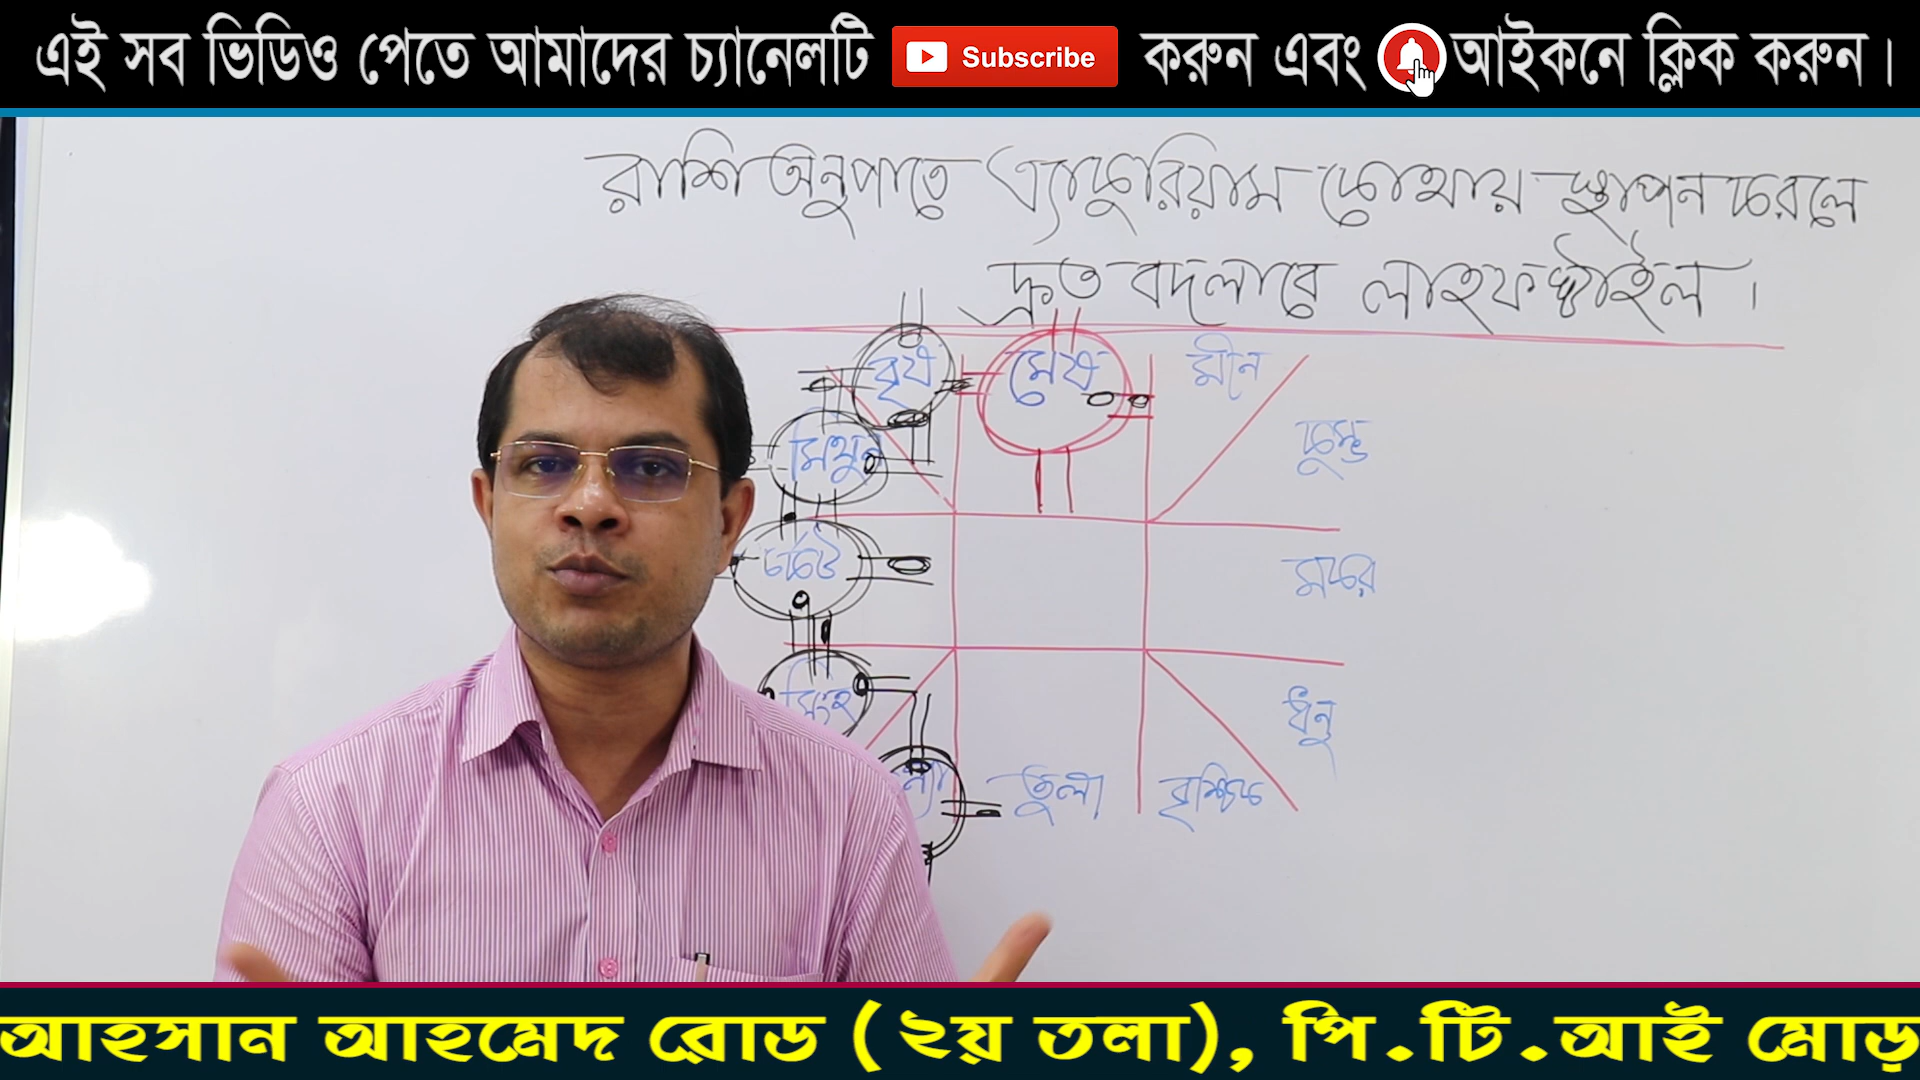 এই সব ভিডিও পেতে আমাদের চ্যানেলটি Subscribe করুন এবং আইকনে ক্লিক করুন।
রাশি অনুপাতে এ্যাকুরিয়াম কোথায় স্থাপন করলে
দ্রুত বদলাবে লাইফস্টাইল।
বৃষ মেষ মীন
মিথুন কুম্ভ
কর্কট মকর
সিংহ ধনু
ন্যা তুলা বৃশ্চিক
আহসান আহমেদ রোড (২য় তলা), পি.টি.আই মোড়